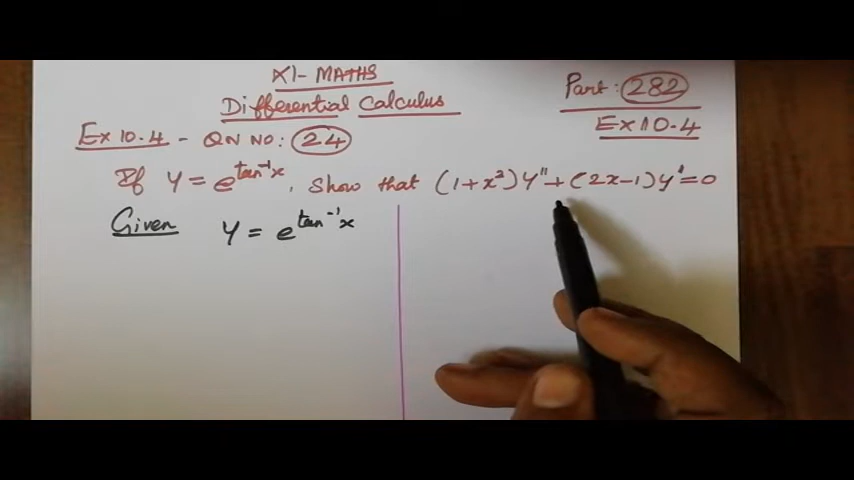 XI- MATHS
Differential Calculus
Part: 282
Ex 10.4
Ex 10.4 - QN NO: 24
If y = e^tan⁻¹x, Show that (1+x²)y''+(2x-1)y'=0
Given y = e^tan⁻¹x